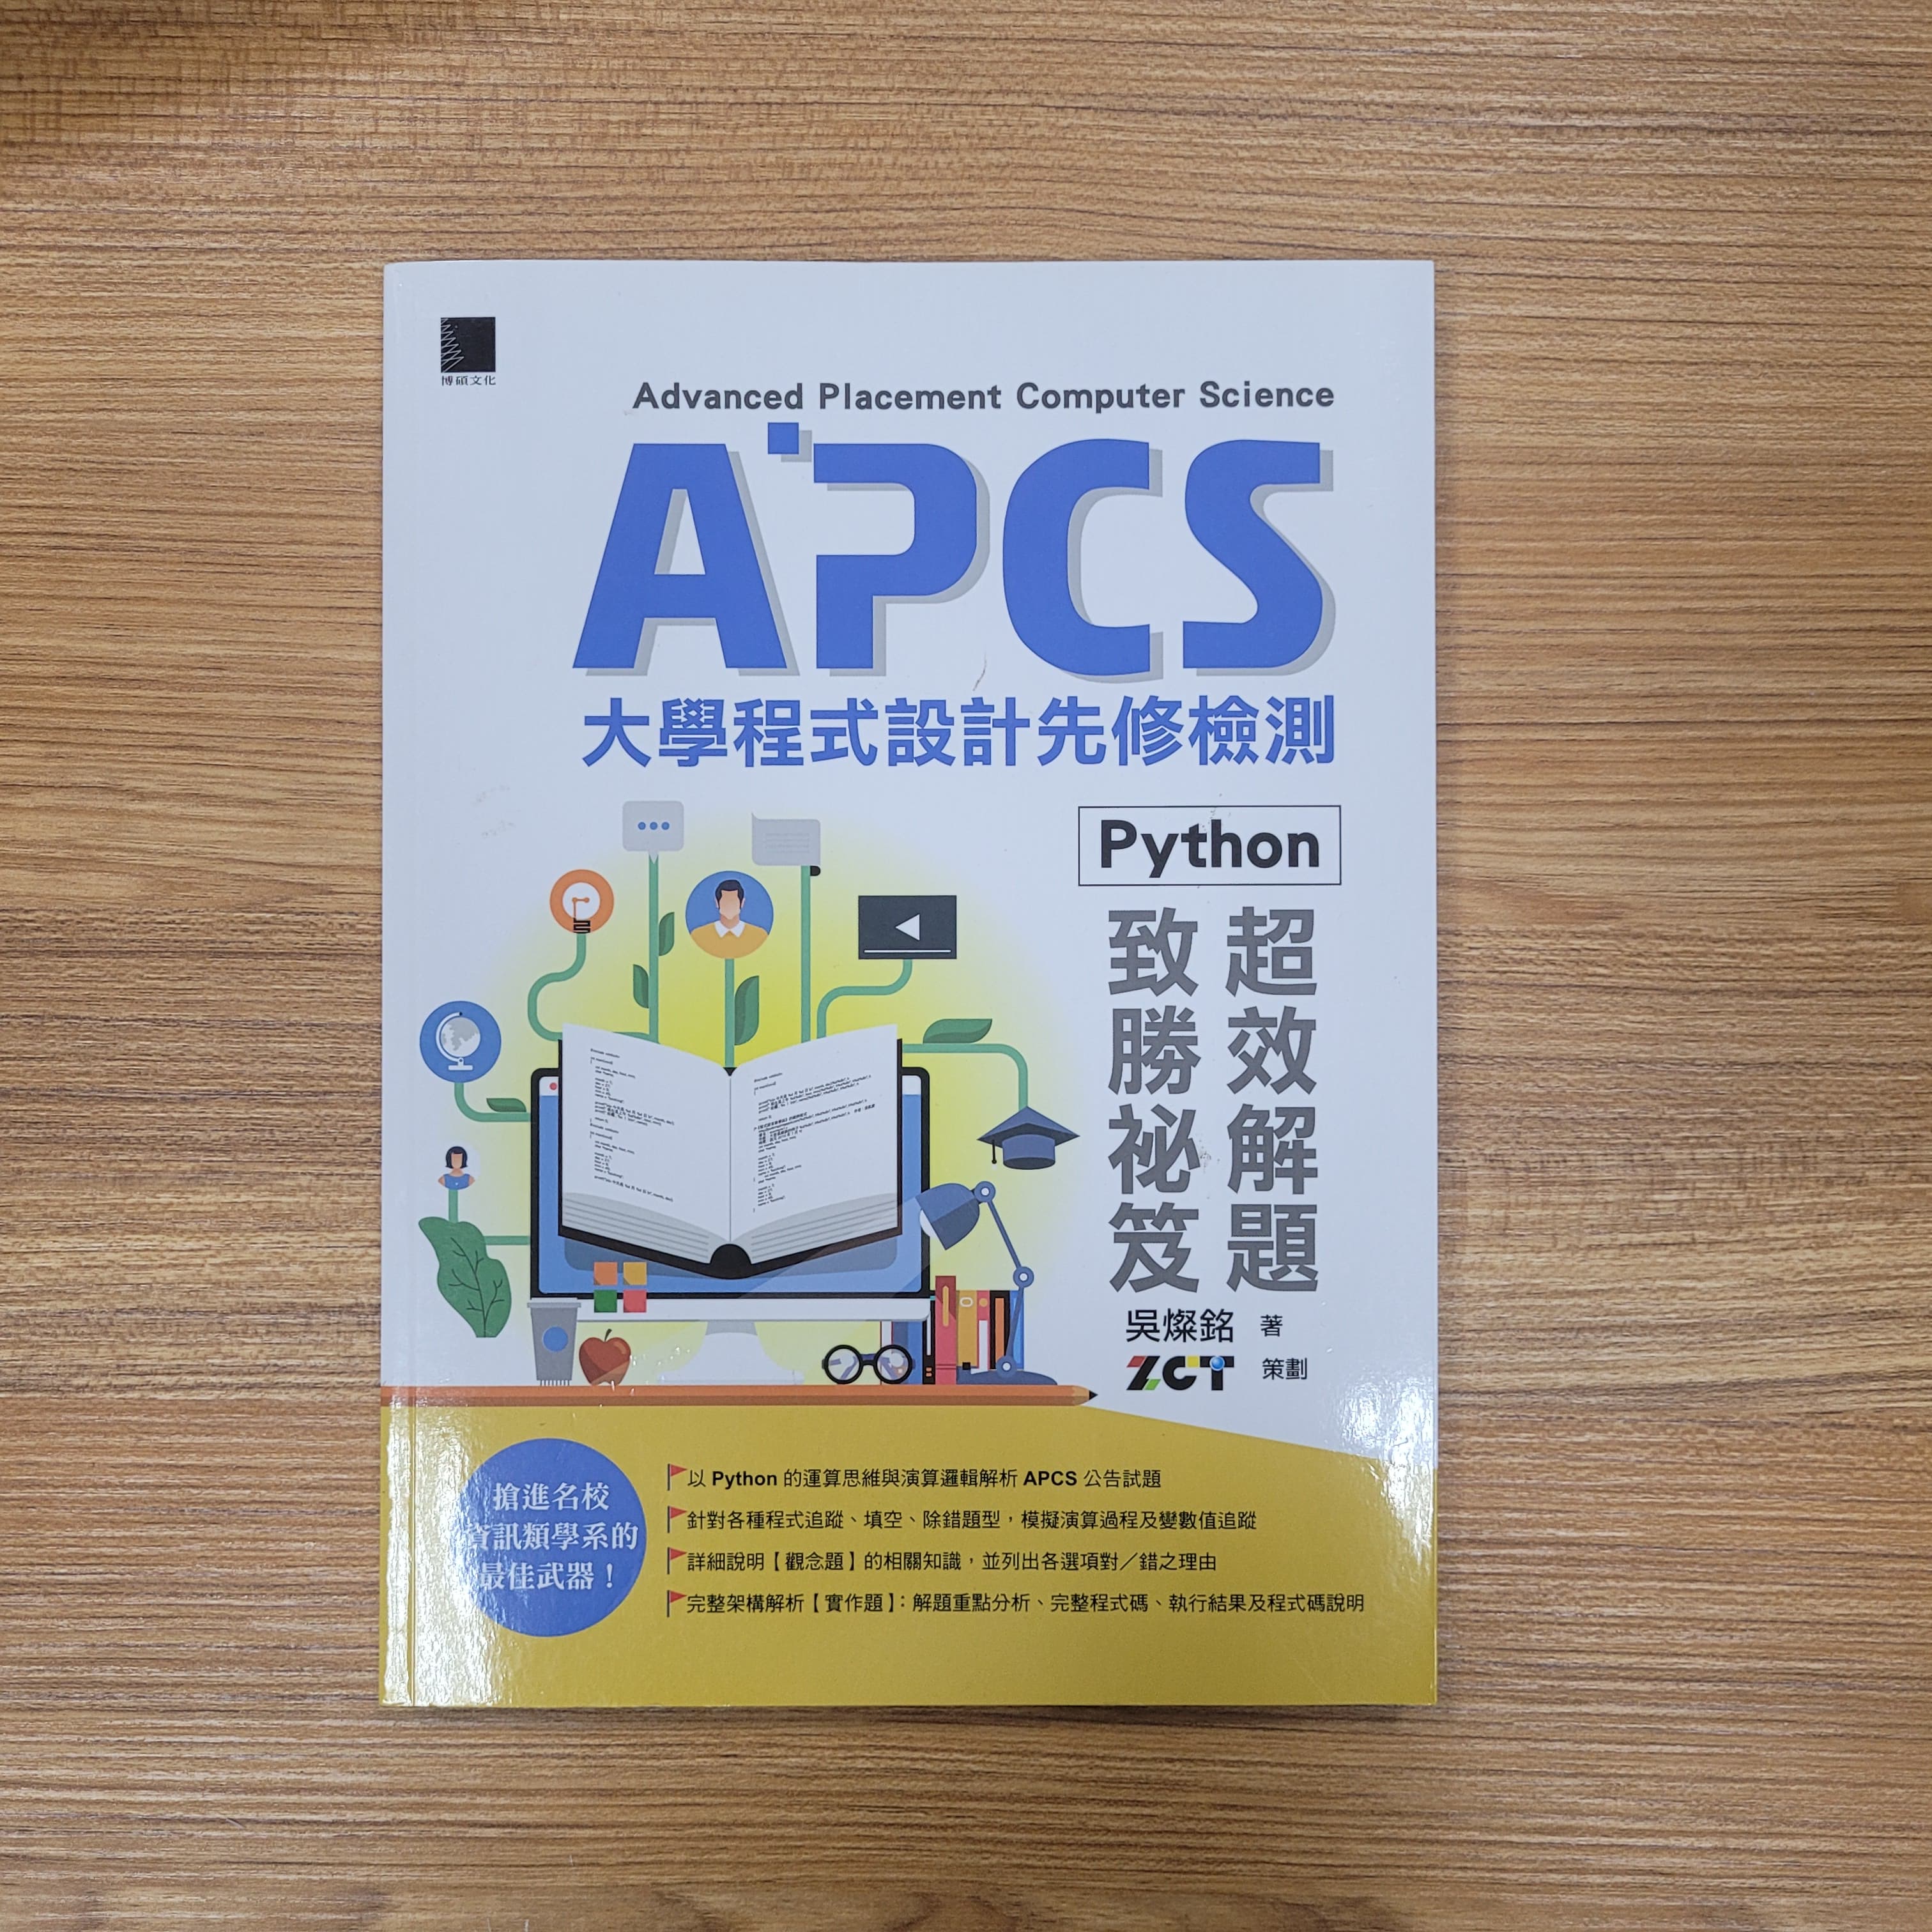 博碩文化
Advanced Placement Computer Science
APCS
大學程式設計先修檢測
Python
超效解題
致勝祕笈
吳燦銘 著
ZCT 策劃
搶進名校
資訊類學系的
最佳武器！
以 Python 的運算思維與演算邏輯解析 APCS 公告試題
針對各種程式追蹤、填空、除錯題型，模擬演算過程及變數值追蹤
詳細說明【觀念題】的相關知識，並列出各選項對／錯之理由
完整架構解析【實作題】：解題重點分析、完整程式碼、執行結果及程式碼說明